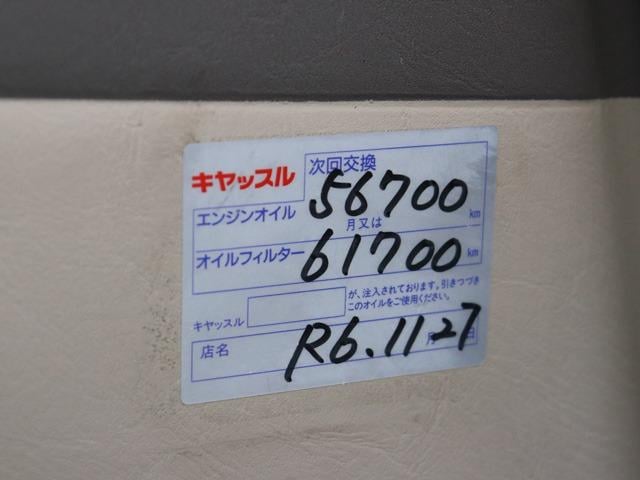 次回交換
キャッスル
エンジンオイル 56700 km
月又は
オイルフィルター 61700 km
キャッスル が、注入されております。引きつづき
このオイルをご使用ください。
店名 R6.11-27 月 日